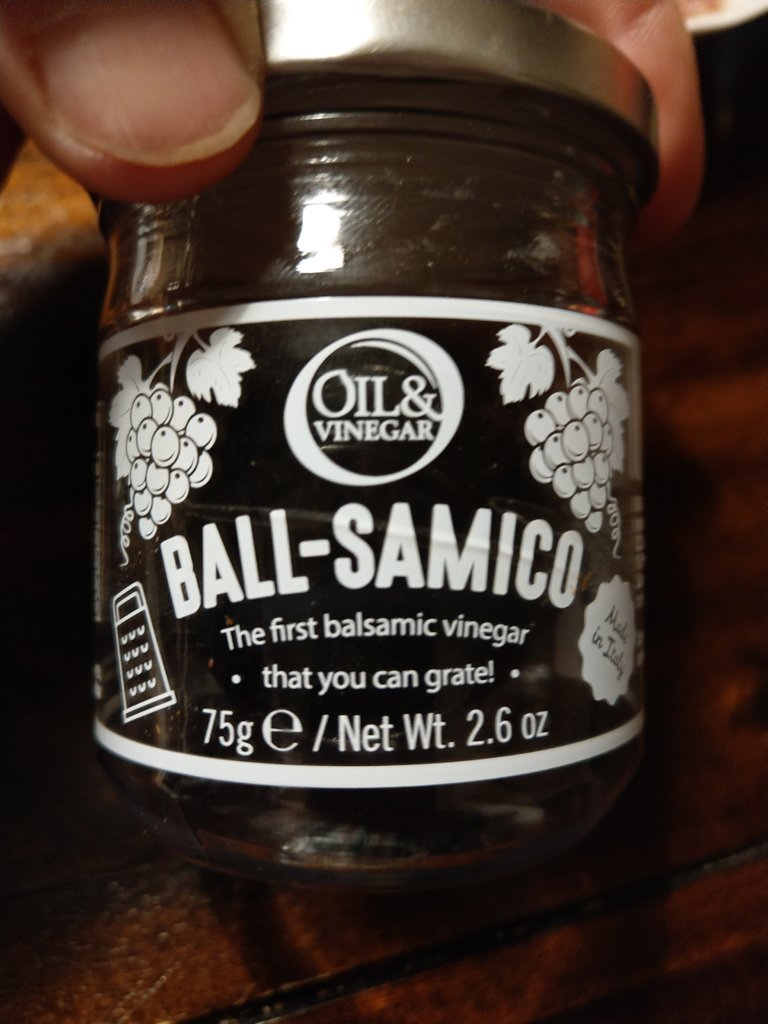 OIL&
VINEGAR
BALL-SAMICO
The first balsamic vinegar
• that you can grate! •
75g ℮ / Net Wt. 2.6 oz
Made
in Italy